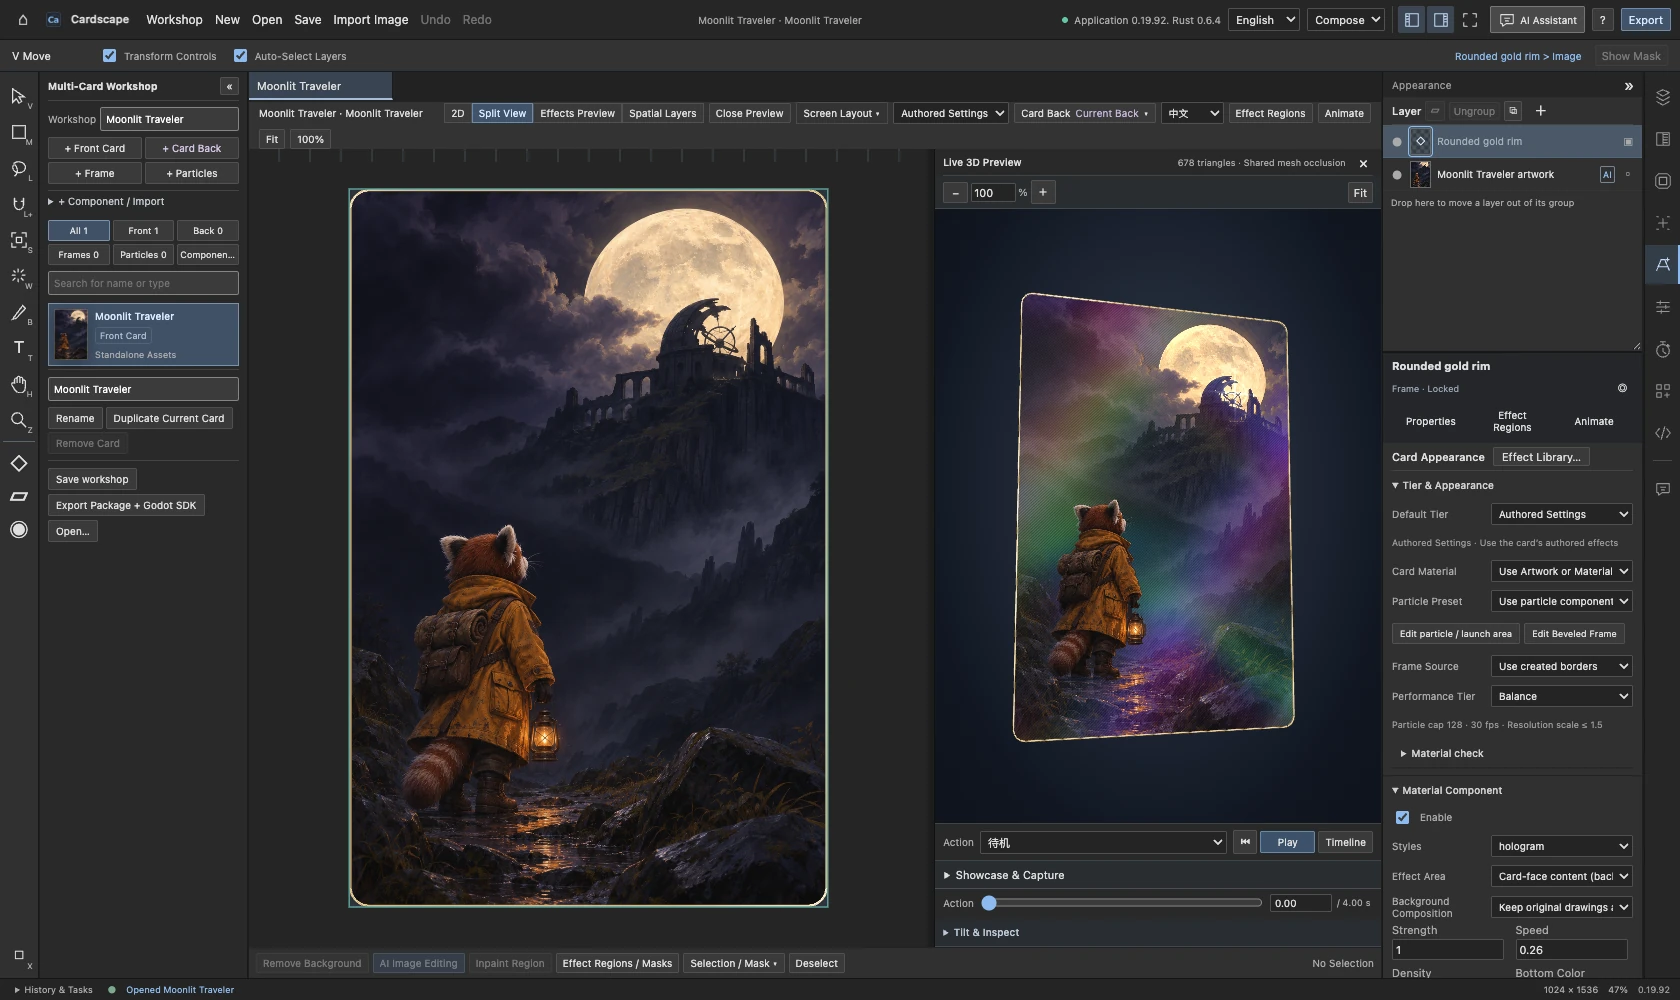 Ca Cardscape Workshop New Open Save Import Image Undo Redo
Moonlit Traveler · Moonlit Traveler
Application 0.19.92. Rust 0.6.4 English Compose AI Assistant ? Export
V Move Transform Controls Auto-Select Layers
Rounded gold rim > Image Show Mask
V
M
L
L+
S
W
B
T
T
H
Z
X
Multi-Card Workshop «
Workshop Moonlit Traveler
+ Front Card + Card Back
+ Frame + Particles
+ Component / Import
All 1 Front 1 Back 0
Frames 0 Particles 0 Componen...
Search for name or type
Moonlit Traveler
Front Card
Standalone Assets
Moonlit Traveler
Rename Duplicate Current Card
Remove Card
Save workshop
Export Package + Godot SDK
Open...
Moonlit Traveler
Moonlit Traveler · Moonlit Traveler 2D Split View Effects Preview Spatial Layers Close Preview Screen Layout Authored Settings Card Back Current Back 中文 Effect Regions Animate
Fit 100%
Live 3D Preview 678 triangles · Shared mesh occlusion ×
− 100 % + Fit
Action 待机 Play Timeline
Showcase & Capture
Action 0.00 / 4.00 s
Tilt & Inspect
Remove Background AI Image Editing Inpaint Region Effect Regions / Masks Selection / Mask Deselect No Selection
Appearance »
Layer Ungroup +
Rounded gold rim
Moonlit Traveler artwork AI
Drop here to move a layer out of its group
Rounded gold rim
Frame · Locked
Properties Effect Regions Animate
Card Appearance Effect Library...
Tier & Appearance
Default Tier Authored Settings
Authored Settings · Use the card's authored effects
Card Material Use Artwork or Material
Particle Preset Use particle component
Edit particle / launch area Edit Beveled Frame
Frame Source Use created borders
Performance Tier Balance
Particle cap 128 · 30 fps · Resolution scale ≤ 1.5
Material check
Material Component
Enable
Styles hologram
Effect Area Card-face content (bacl
Background Composition Keep original drawings a
Strength Speed
1 0.26
Density Bottom Color
History & Tasks Opened Moonlit Traveler
1024 × 1536 47% 0.19.92